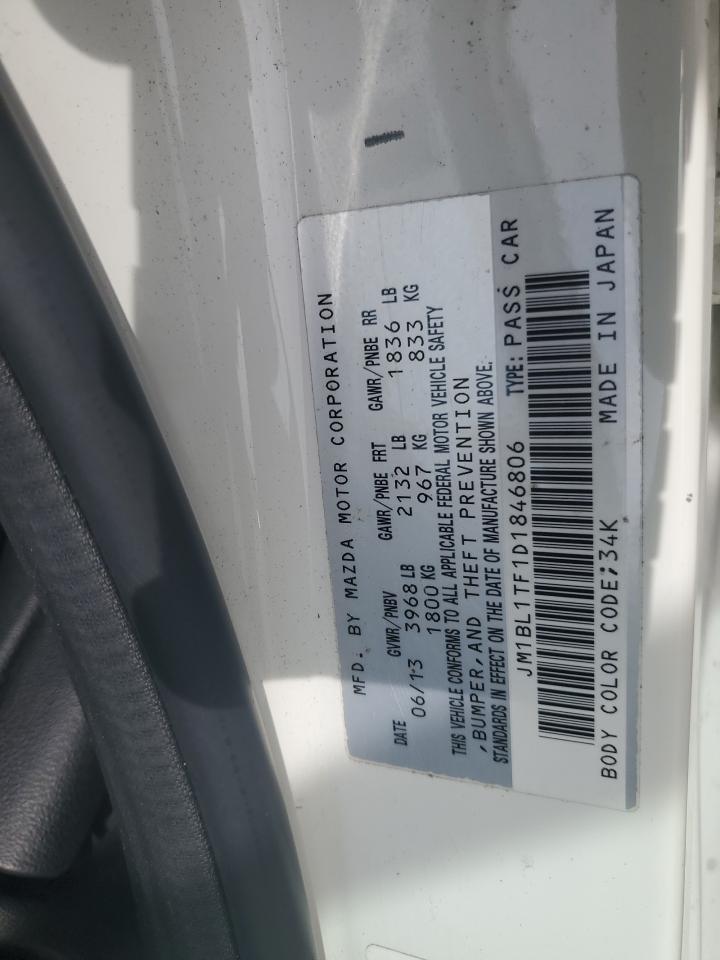 MFD. BY MAZDA MOTOR CORPORATION
DATE GVWR/PNBV GAWR/PNBE FRT GAWR/PNBE RR
06/13 3968 LB 2132 LB 1836 LB
1800 KG 967 KG 833 KG
THIS VEHICLE CONFORMS TO ALL APPLICABLE FEDERAL MOTOR VEHICLE SAFETY
,BUMPER,AND THEFT PREVENTION
STANDARDS IN EFFECT ON THE DATE OF MANUFACTURE SHOWN ABOVE.
JM1BL1TF1D1846806 TYPE: PASS CAR
BODY COLOR CODE;34K MADE IN JAPAN